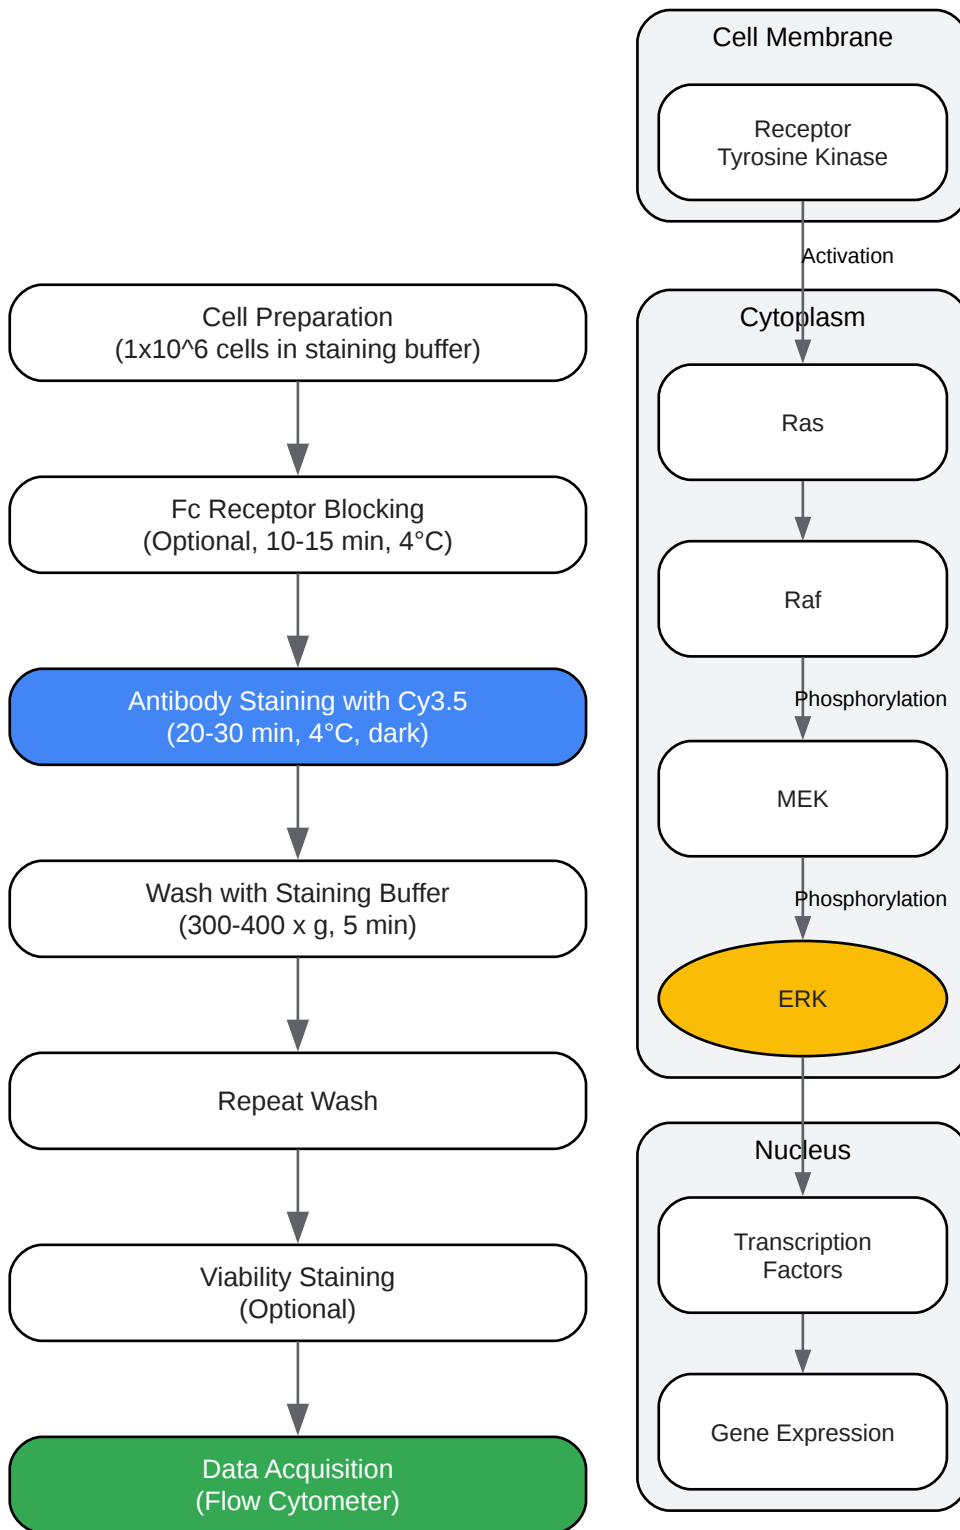 Cell Preparation
(1x10^6 cells in staining buffer)
Fc Receptor Blocking
(Optional, 10-15 min, 4°C)
Antibody Staining with Cy3.5
(20-30 min, 4°C, dark)
Wash with Staining Buffer
(300-400 x g, 5 min)
Repeat Wash
Viability Staining
(Optional)
Data Acquisition
(Flow Cytometer)
Cell Membrane
Receptor
Tyrosine Kinase
Activation
Cytoplasm
Ras
Raf
Phosphorylation
MEK
Phosphorylation
ERK
Nucleus
Transcription
Factors
Gene Expression